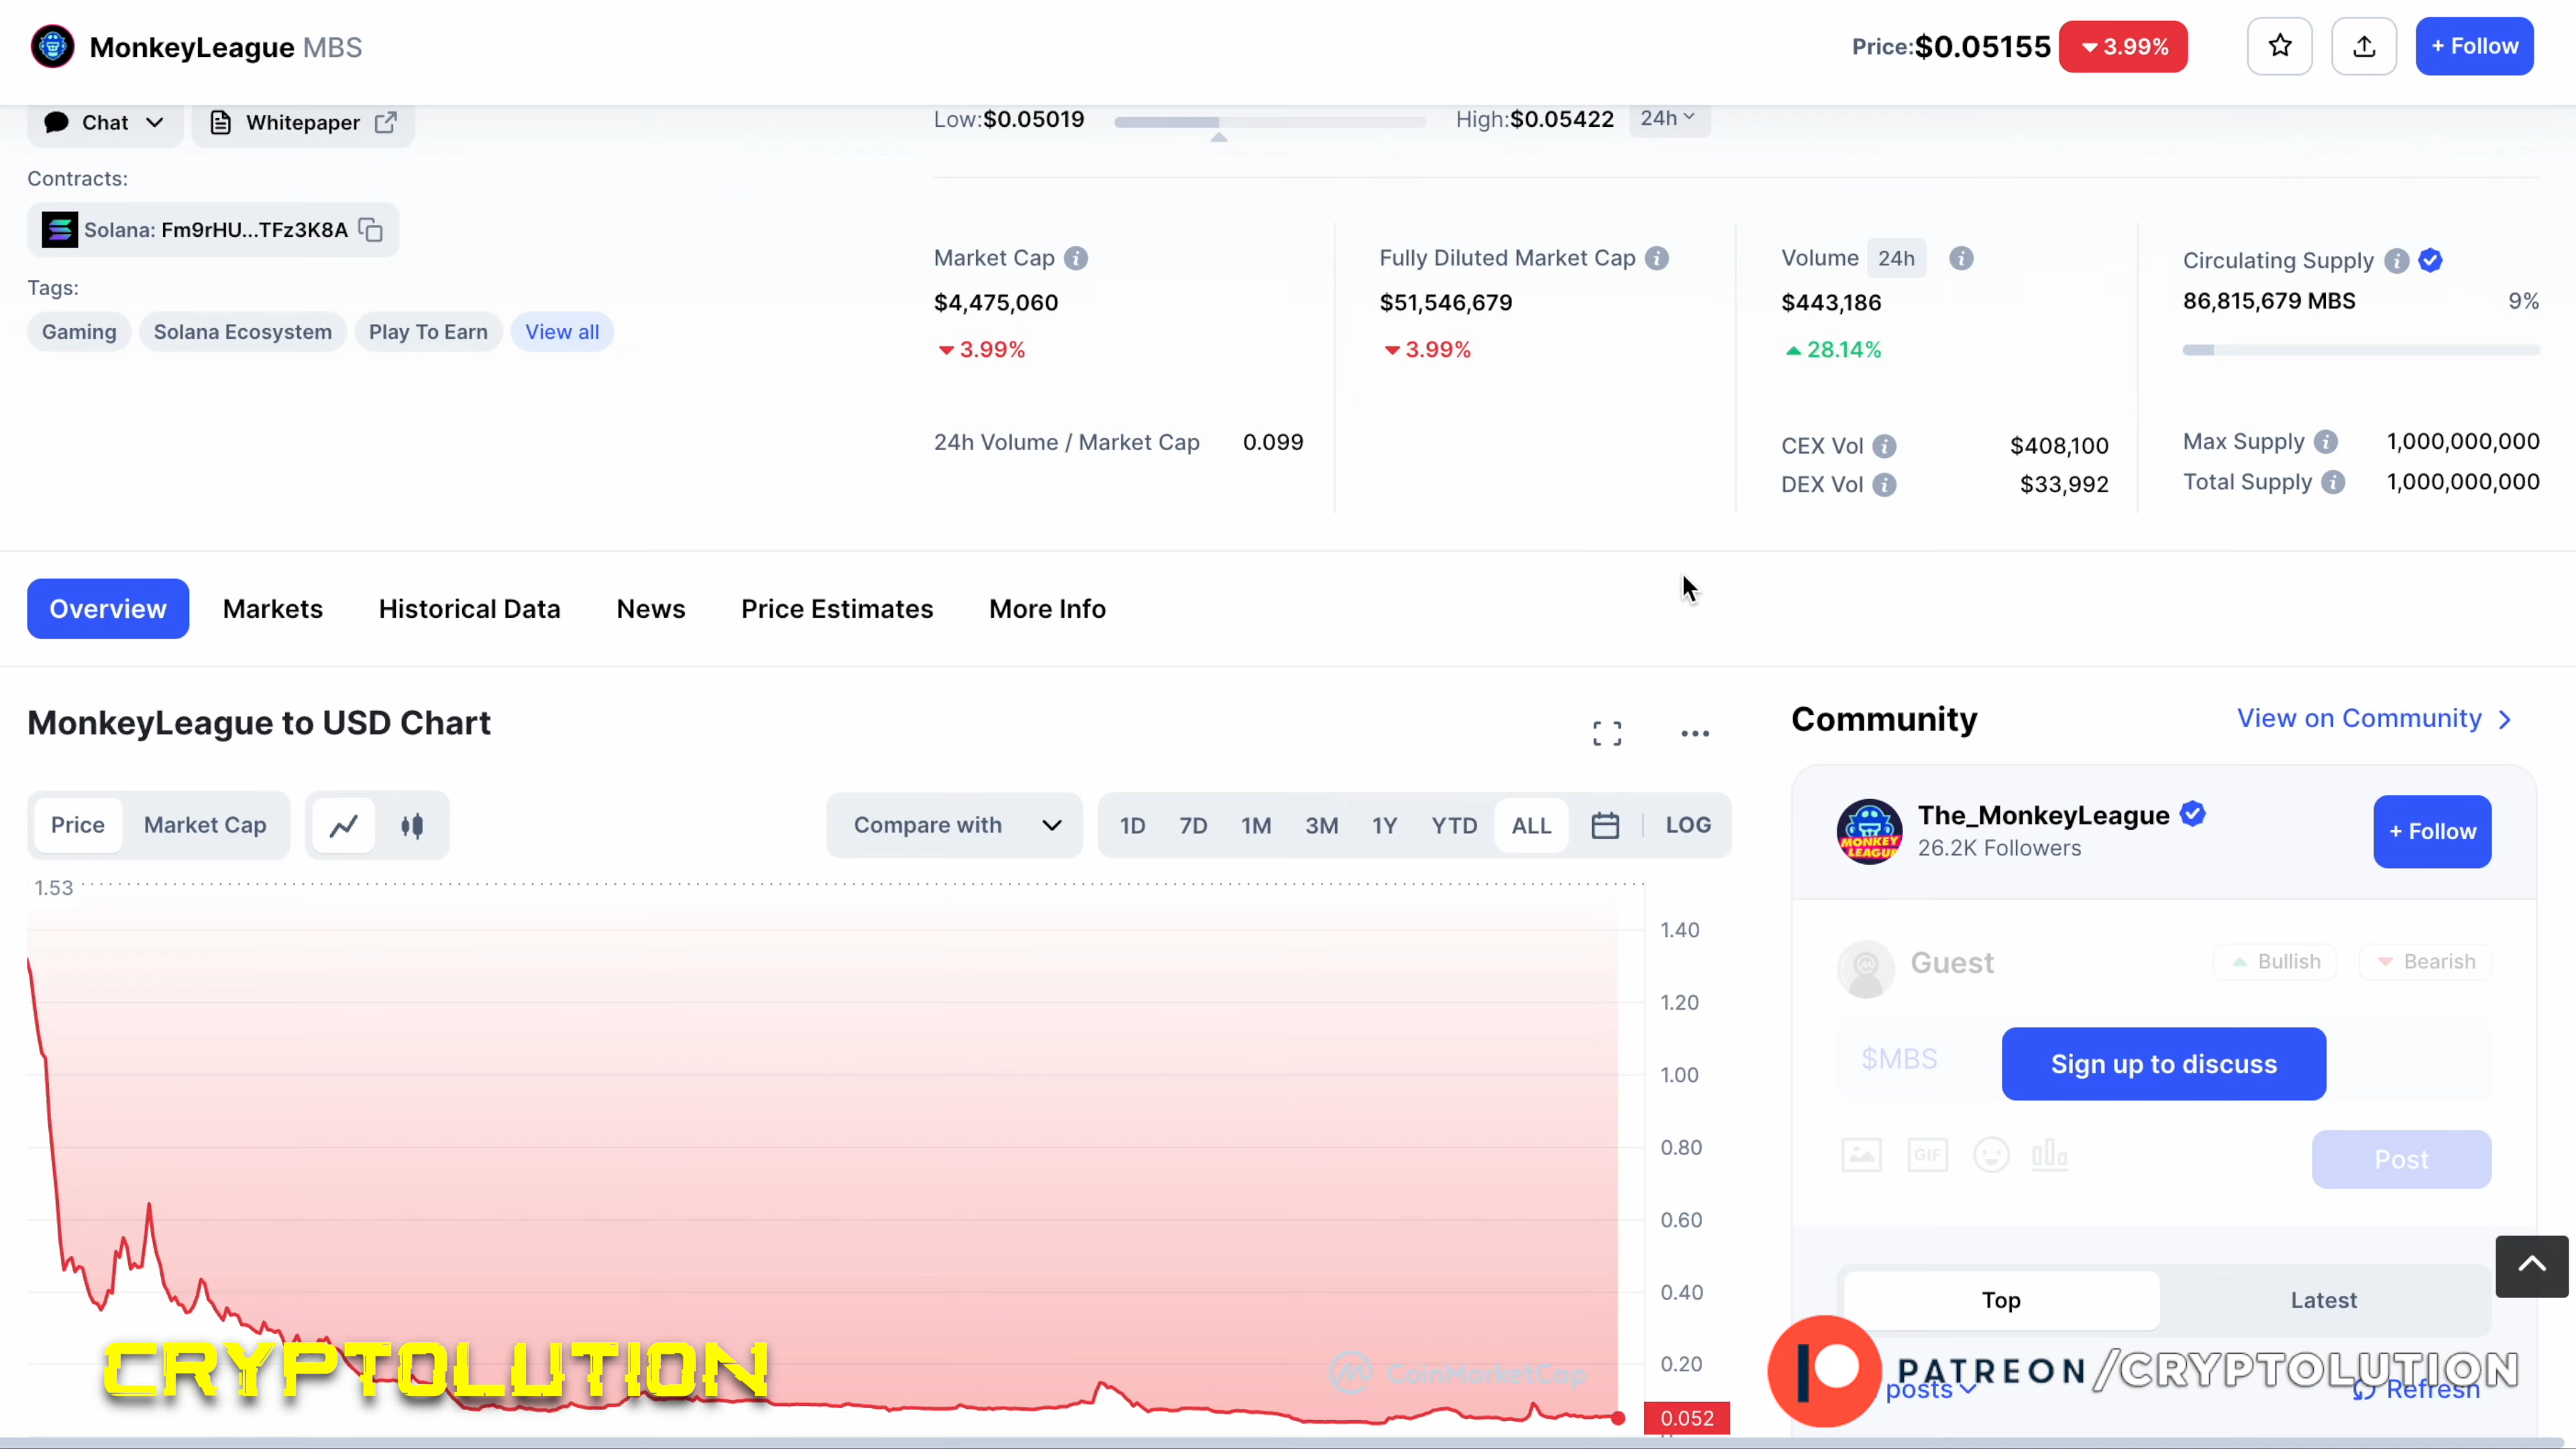 MonkeyLeague MBS
Price:$0.05155 3.99%
+ Follow
Chat
Whitepaper
Low:$0.05019
High:$0.05422
24h
Contracts:
Solana: Fm9rHU...TFz3K8A
Tags:
Gaming
Solana Ecosystem
Play To Earn
View all
Market Cap
$4,475,060
3.99%
24h Volume / Market Cap 0.099
Fully Diluted Market Cap
$51,546,679
3.99%
Volume 24h
$443,186
28.14%
CEX Vol $408,100
DEX Vol $33,992
Circulating Supply
86,815,679 MBS 9%
Max Supply 1,000,000,000
Total Supply 1,000,000,000
Overview
Markets
Historical Data
News
Price Estimates
More Info
MonkeyLeague to USD Chart
Price
Market Cap
Compare with
1D 7D 1M 3M 1Y YTD ALL LOG
1.53
1.40
1.20
1.00
0.80
0.60
0.40
0.20
0.052
CoinMarketCap
CRYPTOLUTION
Community
View on Community
MONKEY
LEAGUE
The_MonkeyLeague
26.2K Followers
+ Follow
Guest
Bullish
Bearish
$MBS
Sign up to discuss
GIF
Post
Top
Latest
PATREON/CRYPTOLUTION
posts
Refresh